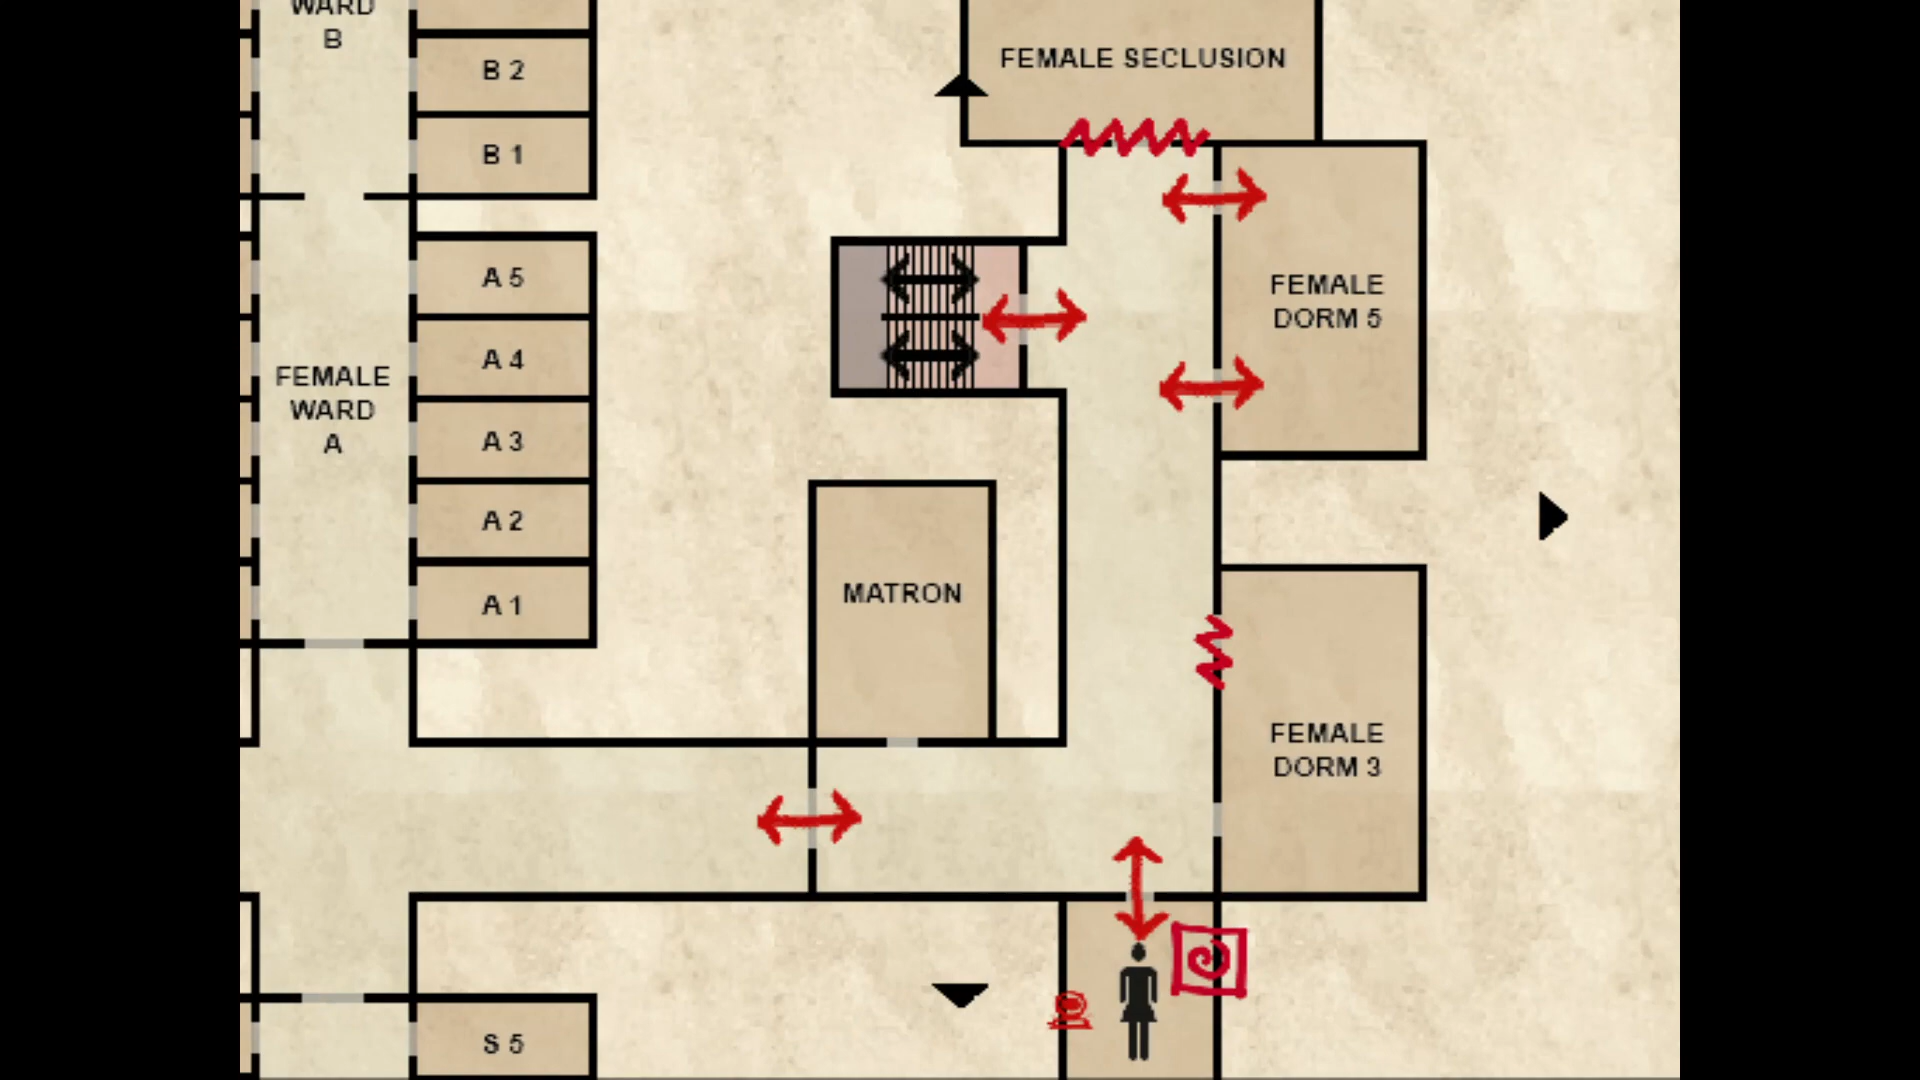 WARD
B
B 2
B 1
FEMALE SECLUSION
A 5
A 4
A 3
A 2
A 1
FEMALE
WARD
A
FEMALE
DORM 5
MATRON
FEMALE
DORM 3
S 5